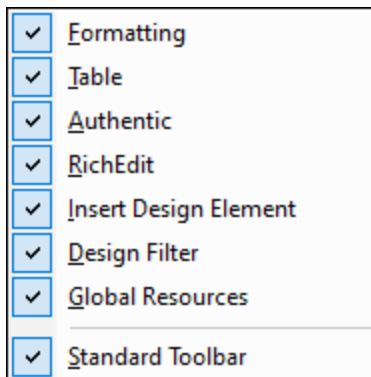 Formatting
Table
Authentic
RichEdit
Insert Design Element
Design Filter
Global Resources
Standard Toolbar